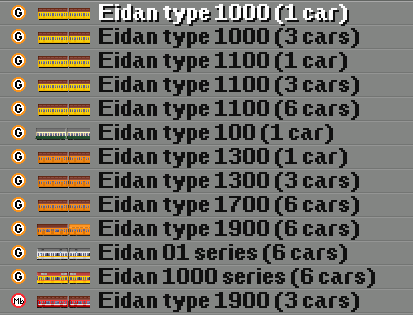 G Eidan type 1000 (1 car)
G Eidan type 1000 (3 cars)
G Eidan type 1100 (1 car)
G Eidan type 1100 (3 cars)
G Eidan type 1100 (6 cars)
G Eidan type 100 (1 car)
G Eidan type 1300 (1 car)
G Eidan type 1300 (3 cars)
G Eidan type 1700 (6 cars)
G Eidan type 1900 (6 cars)
G Eidan 01 series (6 cars)
G Eidan 1000 series (6 cars)
Mb Eidan type 1900 (3 cars)